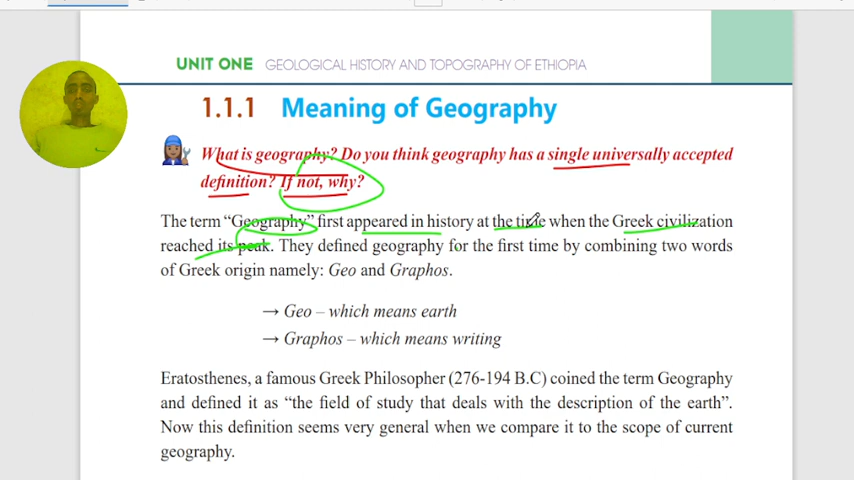 UNIT ONE GEOLOGICAL HISTORY AND TOPOGRAPHY OF ETHIOPIA
1.1.1 Meaning of Geography
What is geography? Do you think geography has a single universally accepted
definition? If not, why?
The term “Geography” first appeared in history at the time when the Greek civilization
reached its peak. They defined geography for the first time by combining two words
of Greek origin namely: Geo and Graphos.
→ Geo – which means earth
→ Graphos – which means writing
Eratosthenes, a famous Greek Philosopher (276-194 B.C) coined the term Geography
and defined it as “the field of study that deals with the description of the earth”.
Now this definition seems very general when we compare it to the scope of current
geography.